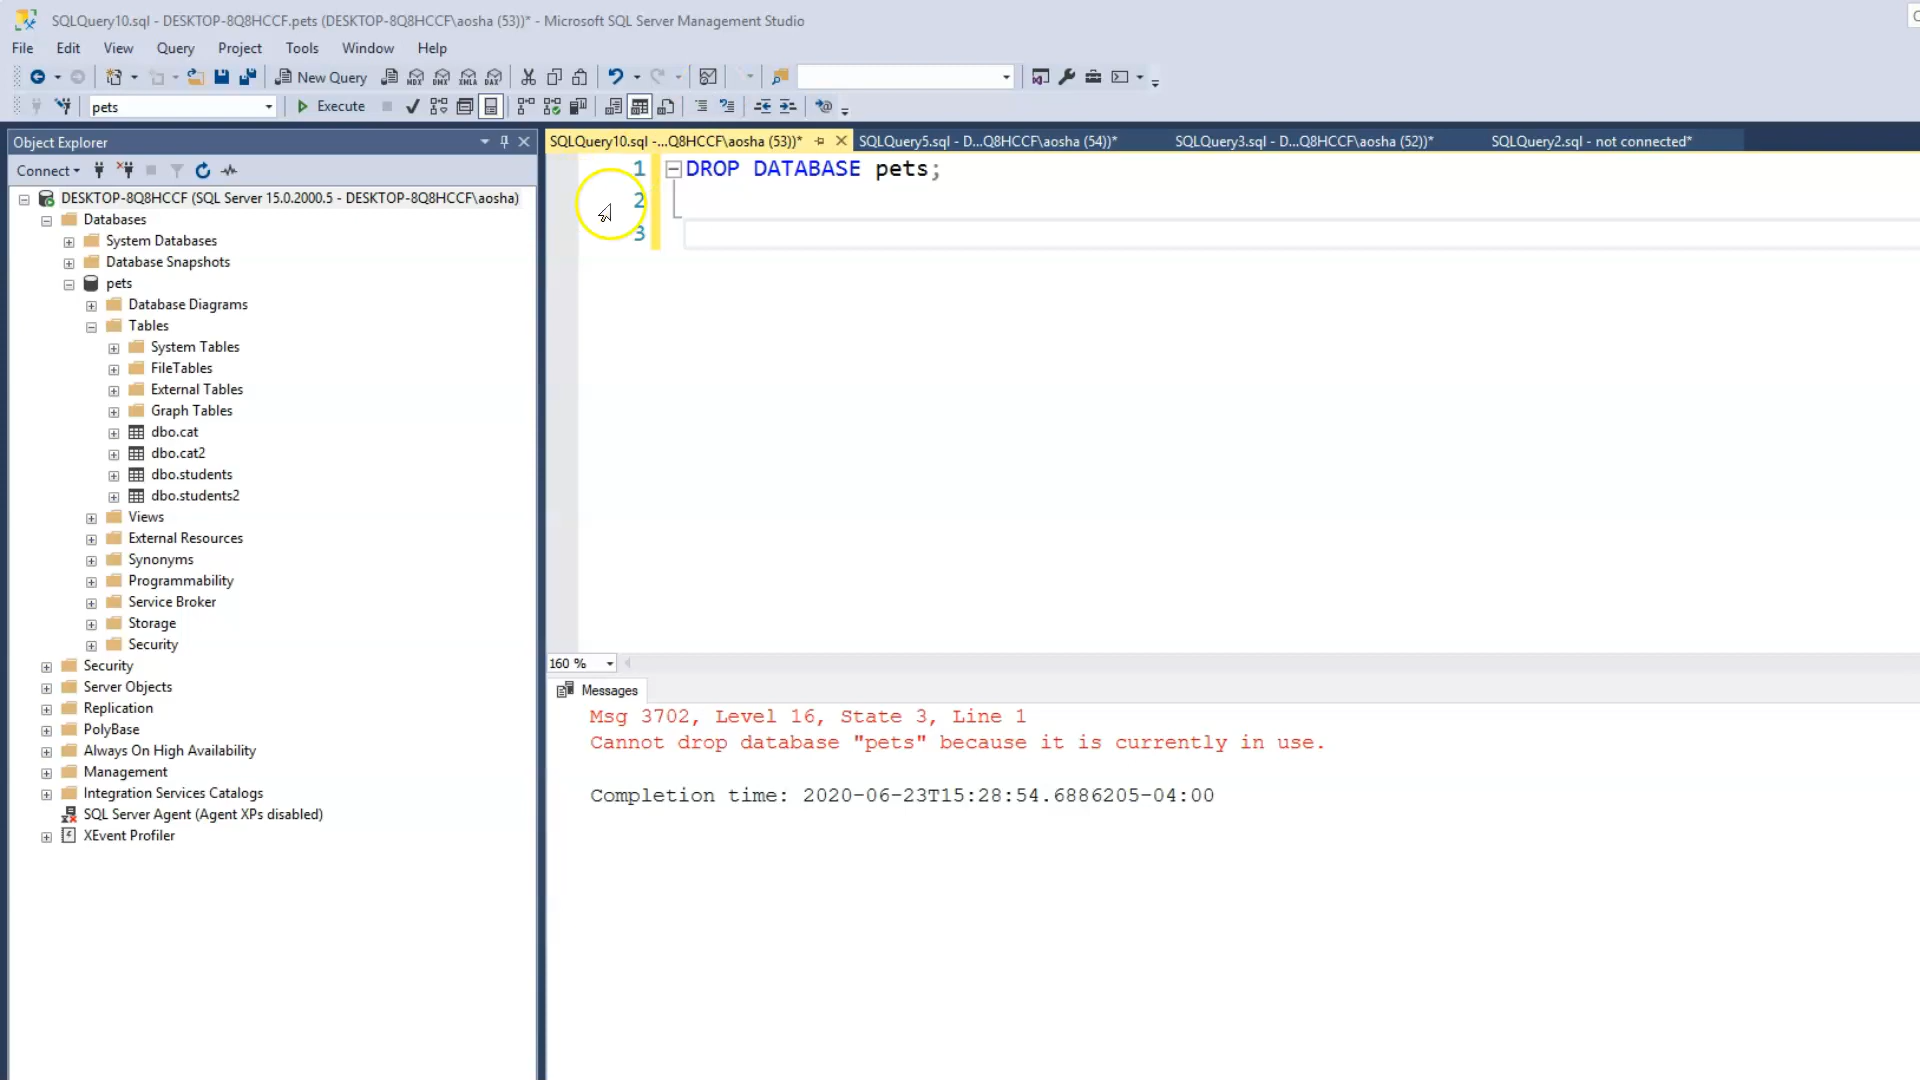 SQLQuery10.sql - DESKTOP-8Q8HCCF.pets (DESKTOP-8Q8HCCF\aosha (53))* - Microsoft SQL Server Management Studio
File Edit View Query Project Tools Window Help
New Query MDX DMX XMLA DAX
pets Execute
Object Explorer
SQLQuery10.sql -...Q8HCCF\aosha (53))* SQLQuery5.sql - D...Q8HCCF\aosha (54))* SQLQuery3.sql - D...Q8HCCF\aosha (52))* SQLQuery2.sql - not connected*
Connect
DESKTOP-8Q8HCCF (SQL Server 15.0.2000.5 - DESKTOP-8Q8HCCF\aosha)
Databases
System Databases
Database Snapshots
pets
Database Diagrams
Tables
System Tables
FileTables
External Tables
Graph Tables
dbo.cat
dbo.cat2
dbo.students
dbo.students2
Views
External Resources
Synonyms
Programmability
Service Broker
Storage
Security
Security
Server Objects
Replication
PolyBase
Always On High Availability
Management
Integration Services Catalogs
SQL Server Agent (Agent XPs disabled)
XEvent Profiler
1 DROP DATABASE pets;
2
3
160 %
Messages
Msg 3702, Level 16, State 3, Line 1
Cannot drop database "pets" because it is currently in use.
Completion time: 2020-06-23T15:28:54.6886205-04:00